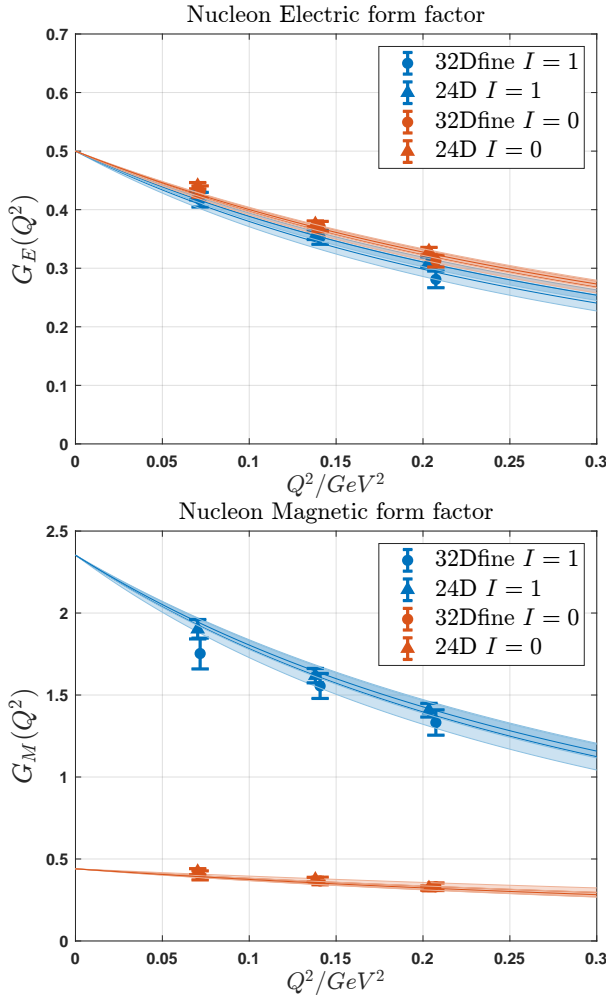 Nucleon Electric form factor
0.7
0.6
0.5
0.4
0.3
0.2
0.1
0
G_E(Q^2)
32Dfine I = 1
24D I = 1
32Dfine I = 0
24D I = 0
0 0.05 0.1 0.15 0.2 0.25 0.3
Q^2/GeV^2
Nucleon Magnetic form factor
2.5
2
1.5
1
0.5
0
G_M(Q^2)
32Dfine I = 1
24D I = 1
32Dfine I = 0
24D I = 0
0 0.05 0.1 0.15 0.2 0.25 0.3
Q^2/GeV^2